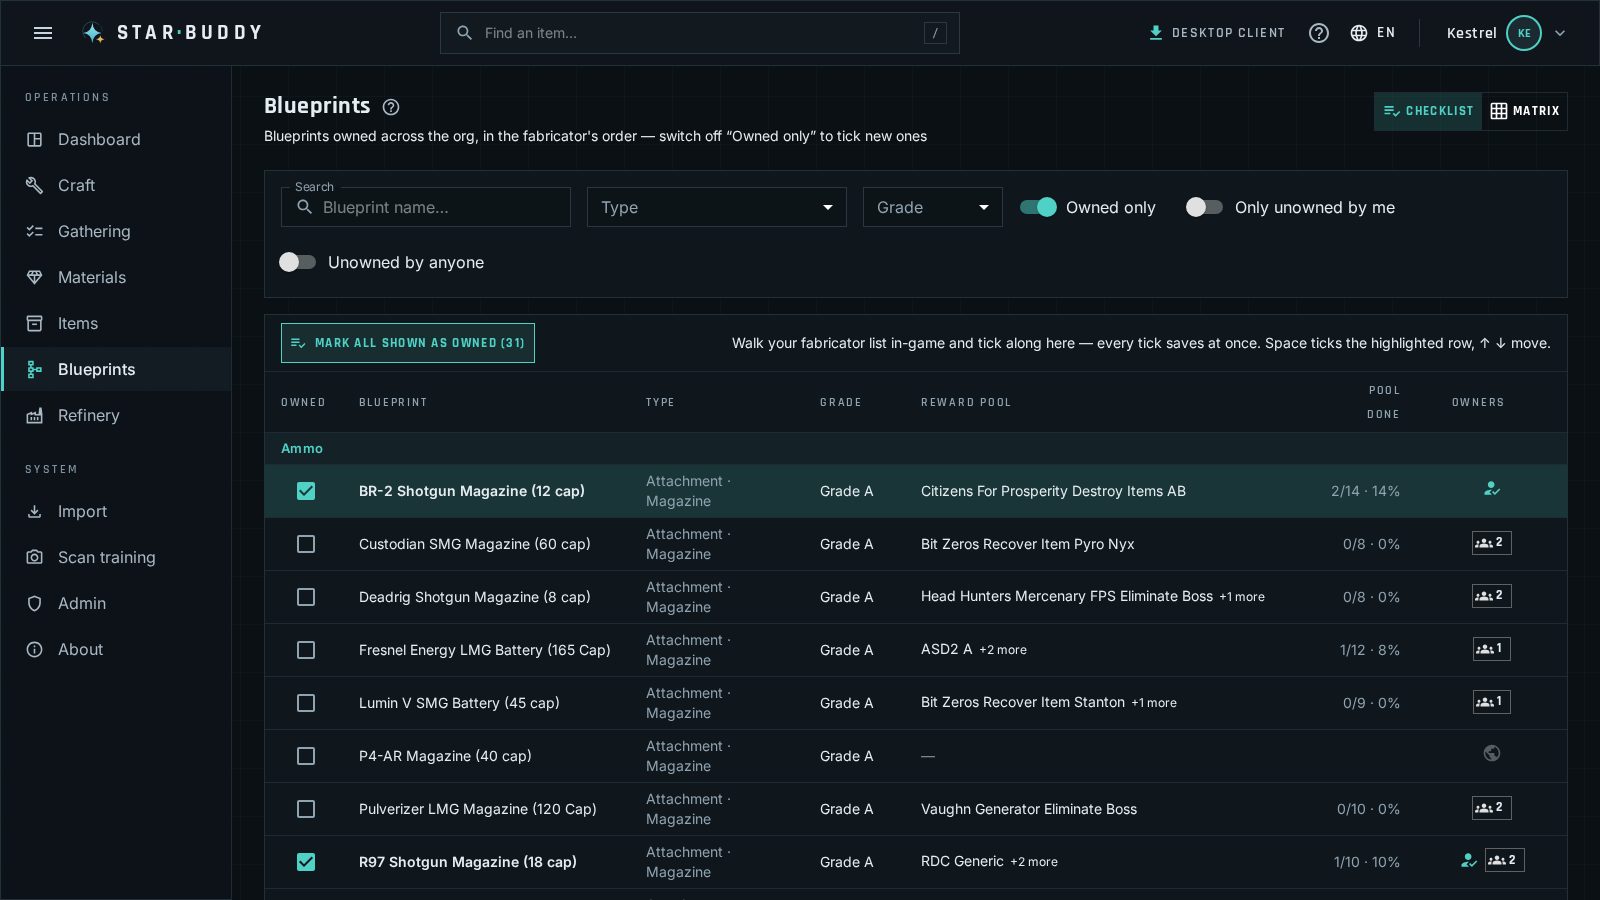 STAR·BUDDY
Find an item...
/
DESKTOP CLIENT
EN
Kestrel
KE
OPERATIONS
Dashboard
Craft
Gathering
Materials
Items
Blueprints
Refinery
SYSTEM
Import
Scan training
Admin
About
Blueprints
Blueprints owned across the org, in the fabricator's order — switch off “Owned only” to tick new ones
CHECKLIST
MATRIX
Search
Blueprint name...
Type
Grade
Owned only
Only unowned by me
Unowned by anyone
MARK ALL SHOWN AS OWNED (31)
Walk your fabricator list in-game and tick along here — every tick saves at once. Space ticks the highlighted row, ↑ ↓ move.
OWNED BLUEPRINT TYPE GRADE REWARD POOL POOL DONE OWNERS
Ammo
BR-2 Shotgun Magazine (12 cap) Attachment · Magazine Grade A Citizens For Prosperity Destroy Items AB 2/14 · 14%
Custodian SMG Magazine (60 cap) Attachment · Magazine Grade A Bit Zeros Recover Item Pyro Nyx 0/8 · 0% 2
Deadrig Shotgun Magazine (8 cap) Attachment · Magazine Grade A Head Hunters Mercenary FPS Eliminate Boss +1 more 0/8 · 0% 2
Fresnel Energy LMG Battery (165 Cap) Attachment · Magazine Grade A ASD2 A +2 more 1/12 · 8% 1
Lumin V SMG Battery (45 cap) Attachment · Magazine Grade A Bit Zeros Recover Item Stanton +1 more 0/9 · 0% 1
P4-AR Magazine (40 cap) Attachment · Magazine Grade A —
Pulverizer LMG Magazine (120 Cap) Attachment · Magazine Grade A Vaughn Generator Eliminate Boss 0/10 · 0% 2
R97 Shotgun Magazine (18 cap) Attachment · Magazine Grade A RDC Generic +2 more 1/10 · 10% 2